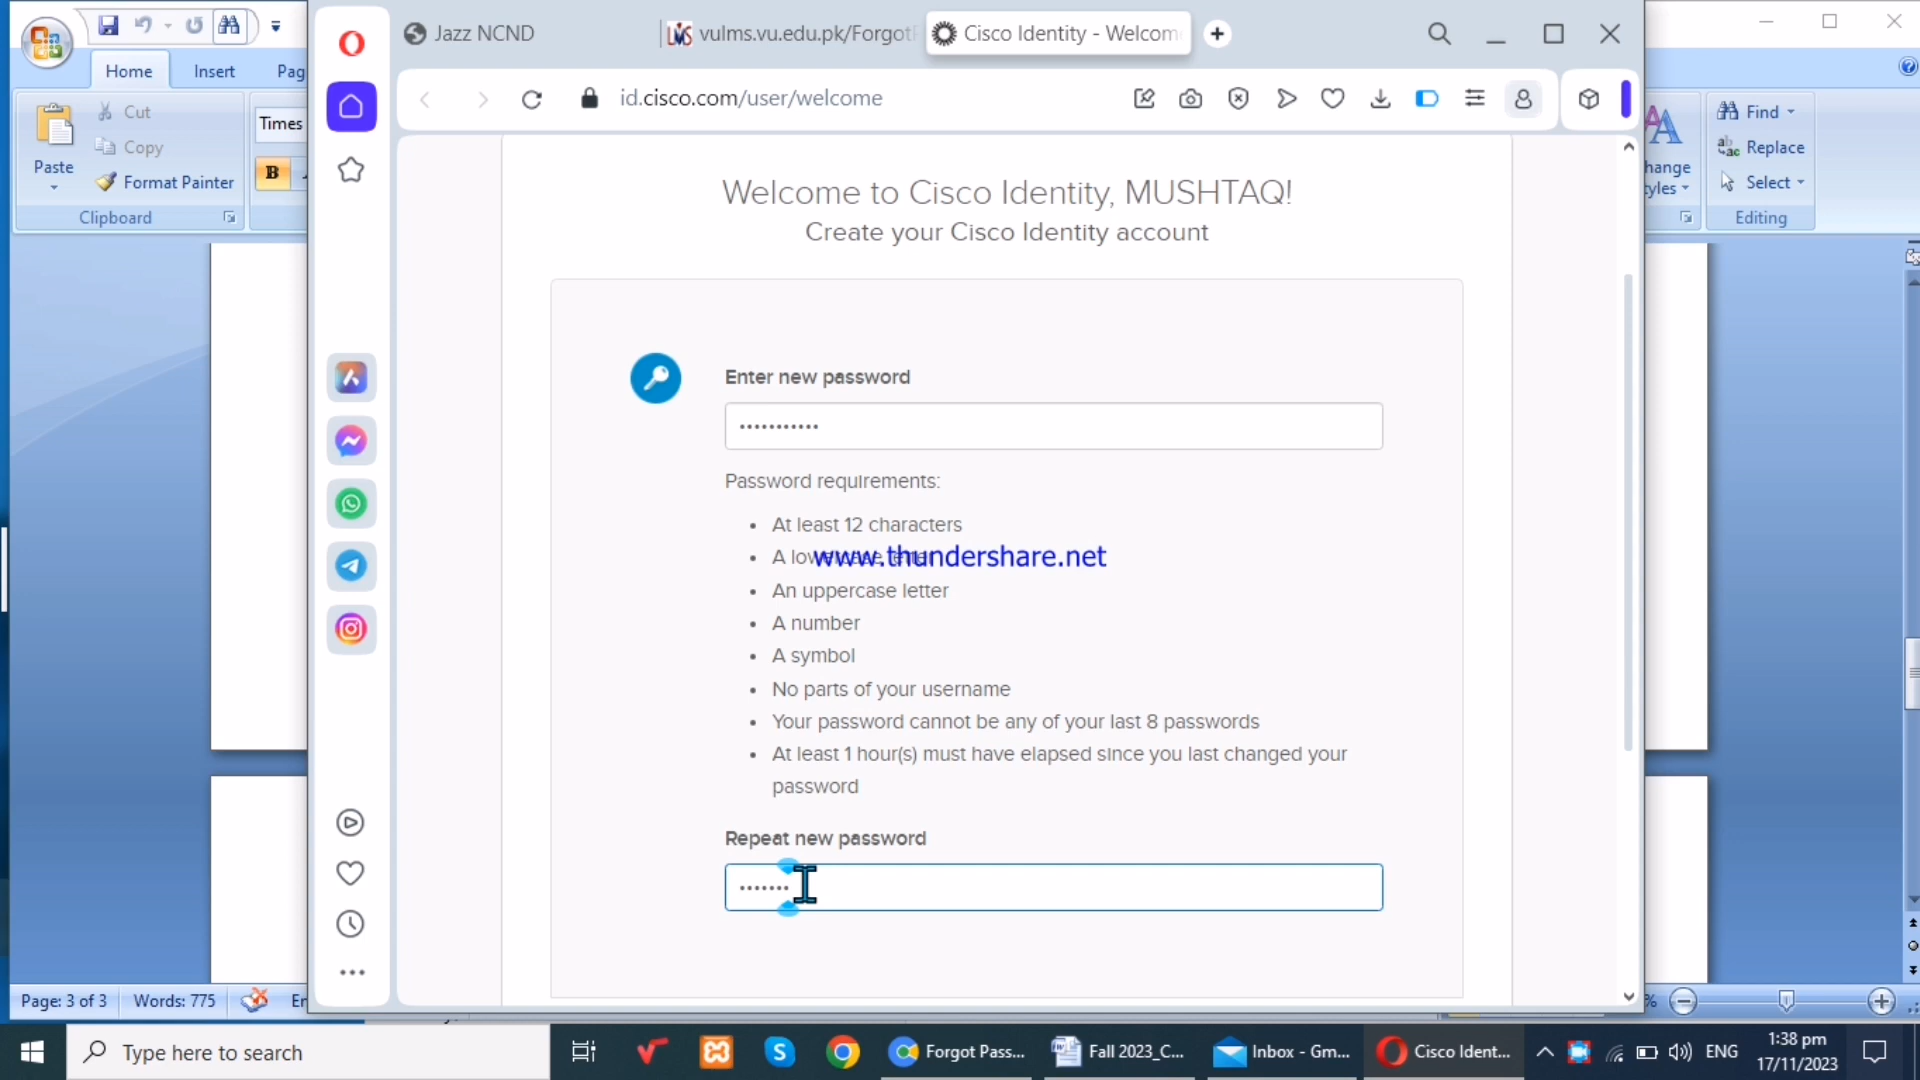 Jazz NCND
vulms.vu.edu.pk/Forgot
Cisco Identity - Welcom
Home
Insert
Pag
id.cisco.com/user/welcome
Paste
Cut
Copy
Format Painter
Clipboard
Times
B
hange
yles
Find
Replace
Select
Editing
Welcome to Cisco Identity, MUSHTAQ!
Create your Cisco Identity account
Enter new password
•••••••••••
Password requirements:
• At least 12 characters
• A lowercase letter
www.thundershare.net
• An uppercase letter
• A number
• A symbol
• No parts of your username
• Your password cannot be any of your last 8 passwords
• At least 1 hour(s) must have elapsed since you last changed your
password
Repeat new password
•••••••
Page: 3 of 3
Words: 775
En
%
Type here to search
Forgot Pass...
Fall 2023_C...
Inbox - Gm...
Cisco Ident...
ENG
1:38 pm
17/11/2023